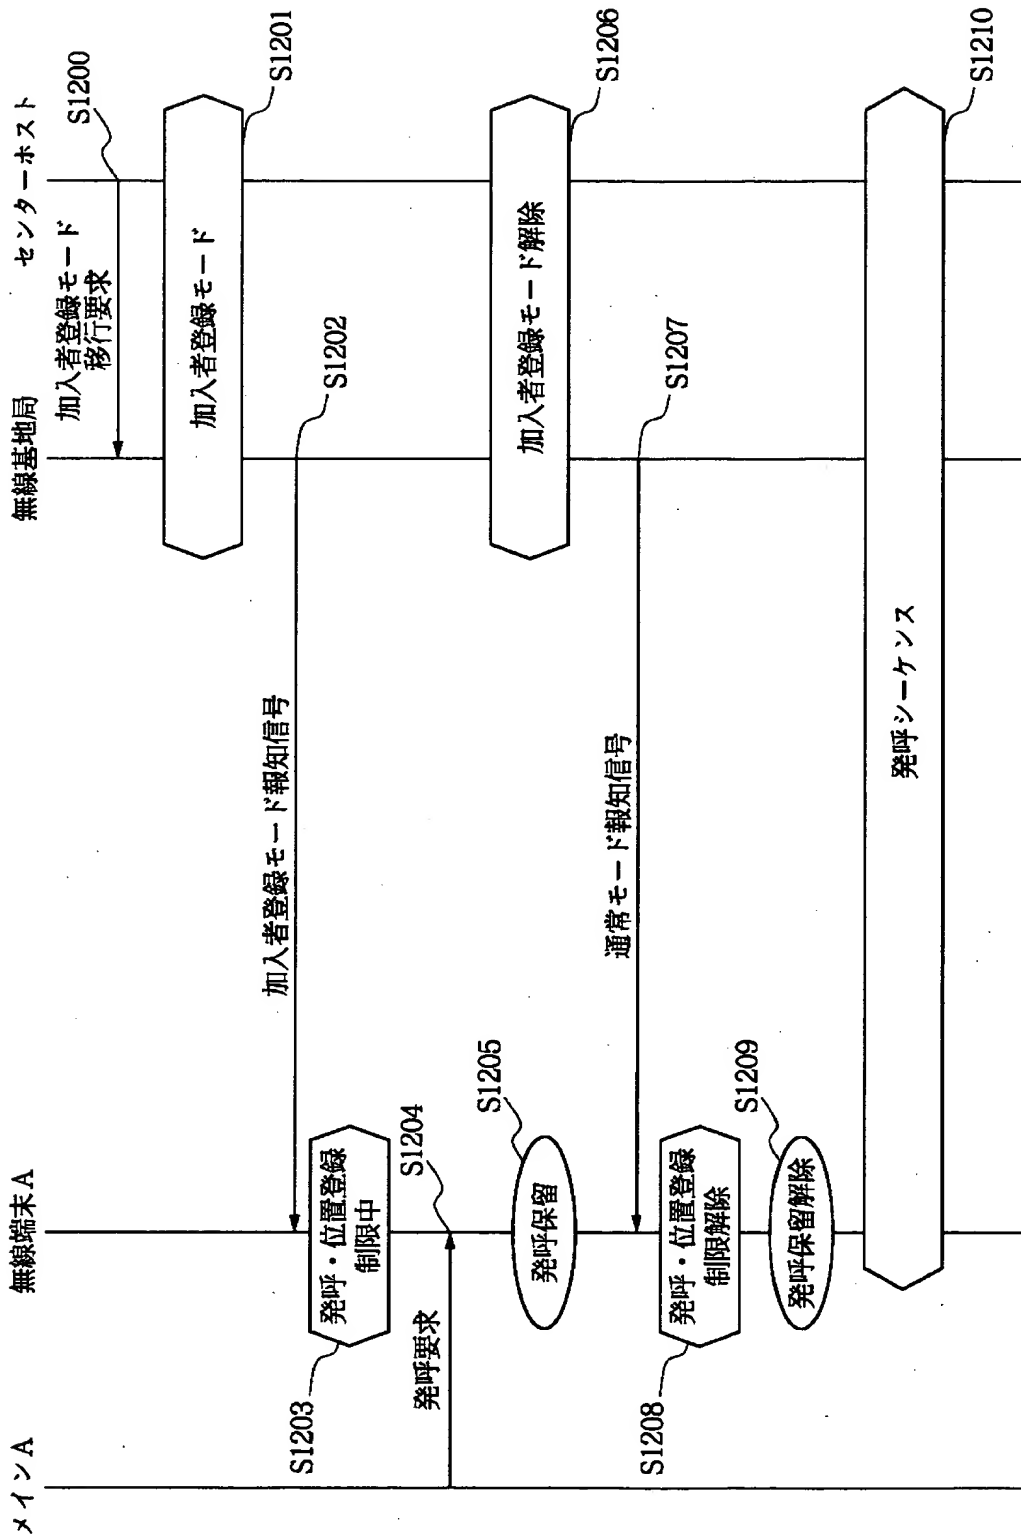 メインA
無線端末A
無線基地局
センターホスト
加入者登録モード
移行要求
S1200
加入者登録モード
S1201
加入者登録モード報知信号
S1202
発呼・位置登録
制限中
S1203
発呼要求
S1204
発呼保留
S1205
加入者登録モード解除
S1206
通常モード報知信号
S1207
発呼・位置登録
制限解除
S1208
発呼保留解除
S1209
発呼シーケンス
S1210